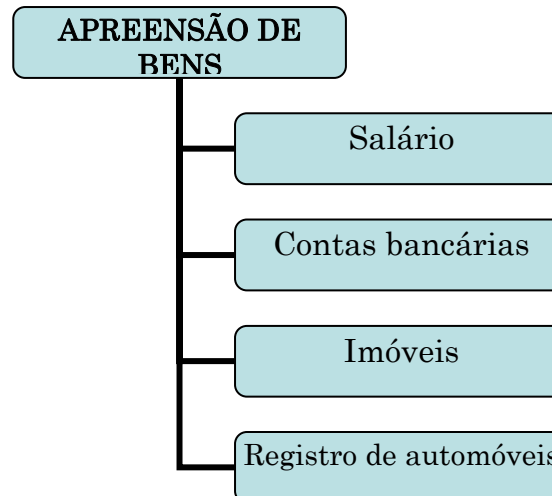 APREENSÃO DE
BENS
Salário
Contas bancárias
Imóveis
Registro de automóveis